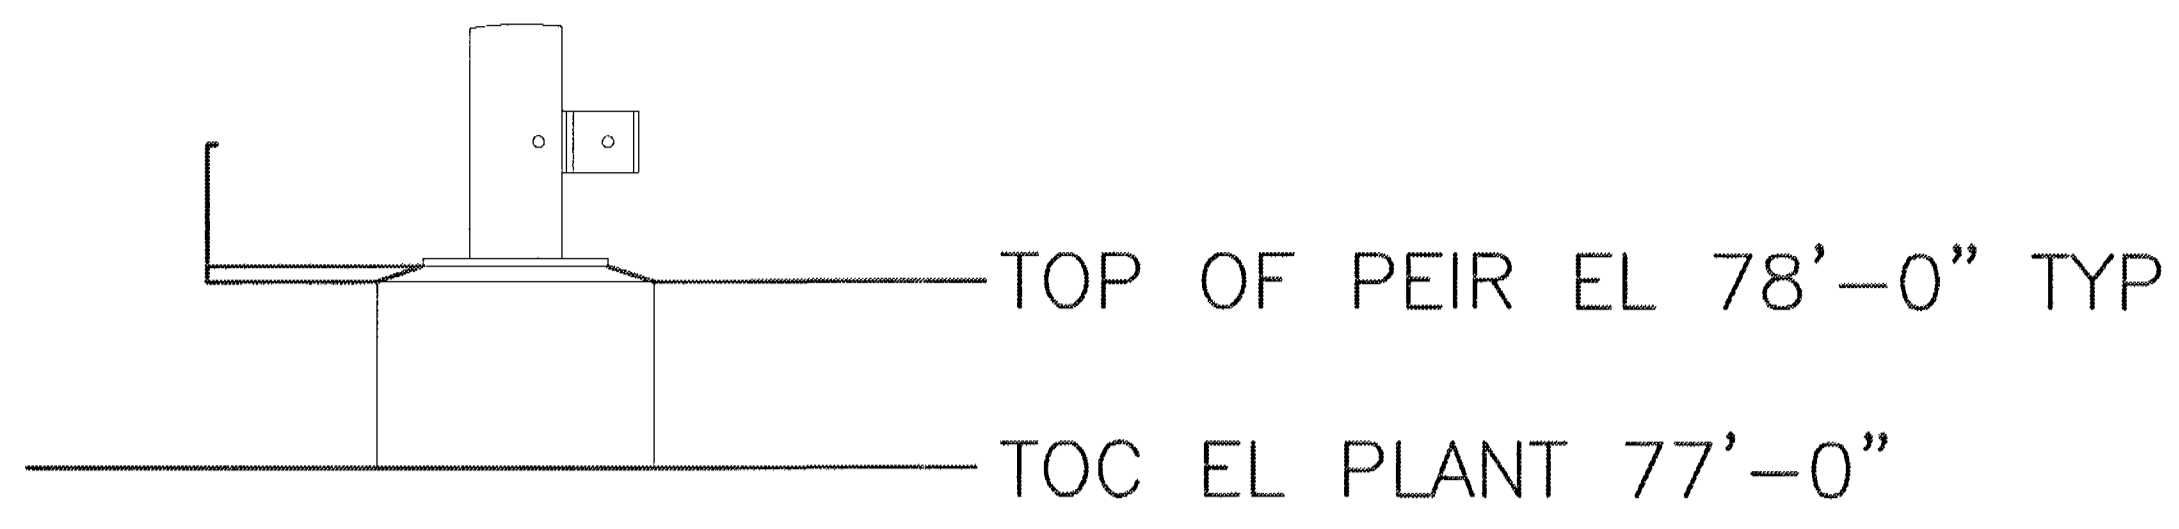 TOP OF PEIR EL 78'-0" TYP
TOC EL PLANT 77'-0"